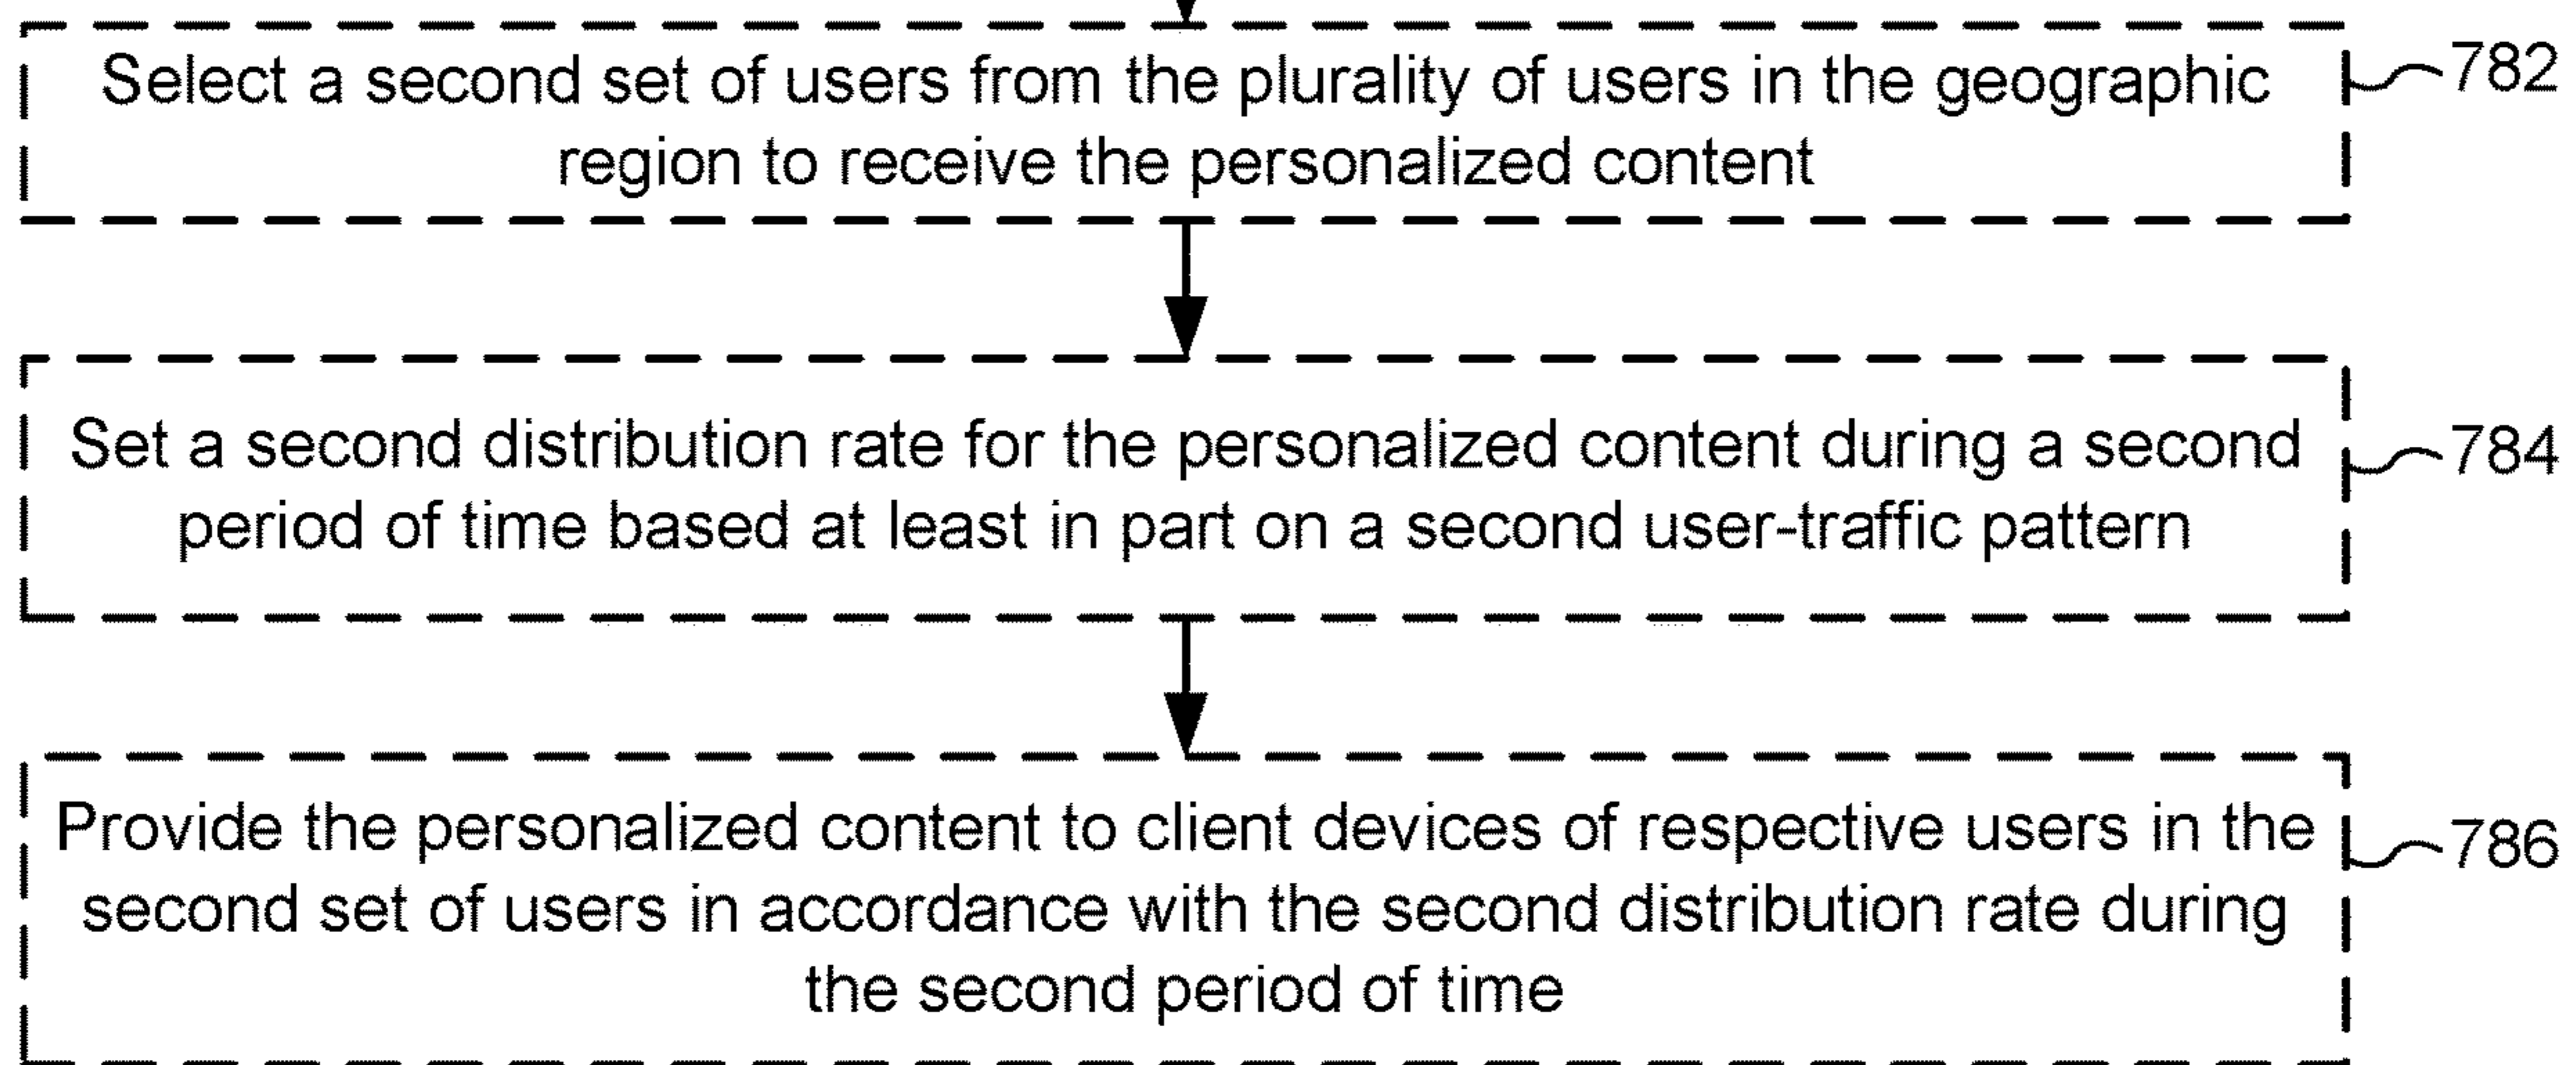 Select a second set of users from the plurality of users in the geographic
region to receive the personalized content
782
Set a second distribution rate for the personalized content during a second
period of time based at least in part on a second user-traffic pattern
784
Provide the personalized content to client devices of respective users in the
second set of users in accordance with the second distribution rate during
the second period of time
786